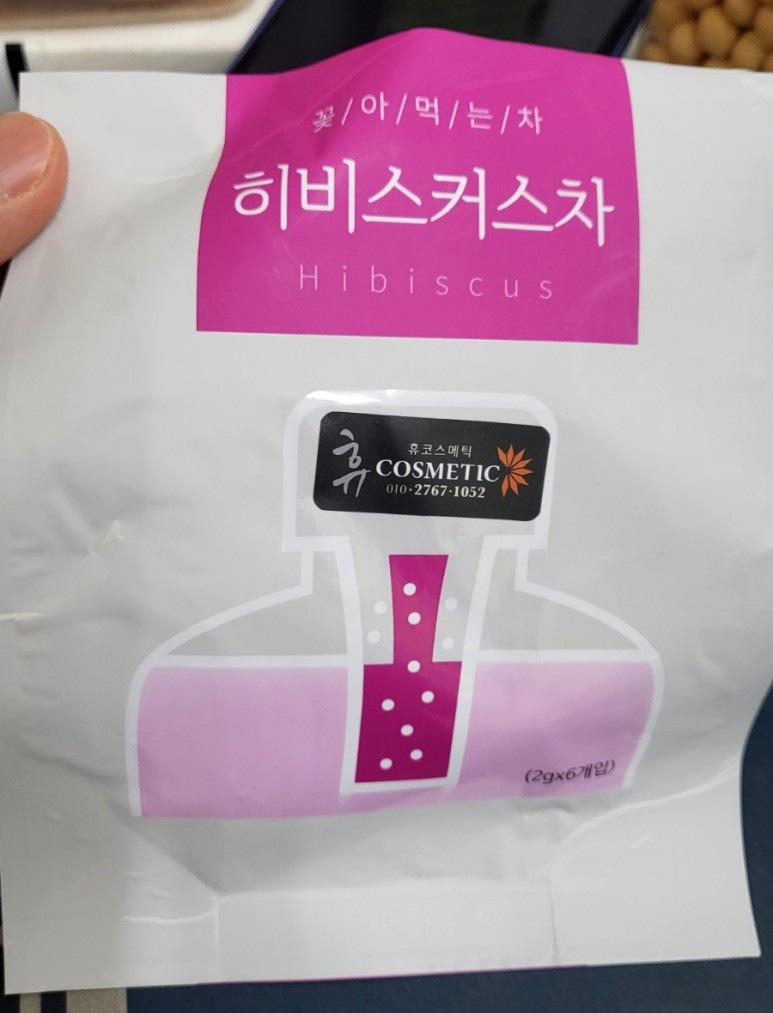 꽂/아/먹/는/차
히비스커스차
Hibiscus
휴
휴코스메틱
COSMETIC
010·2767·1052
(2gx6개입)